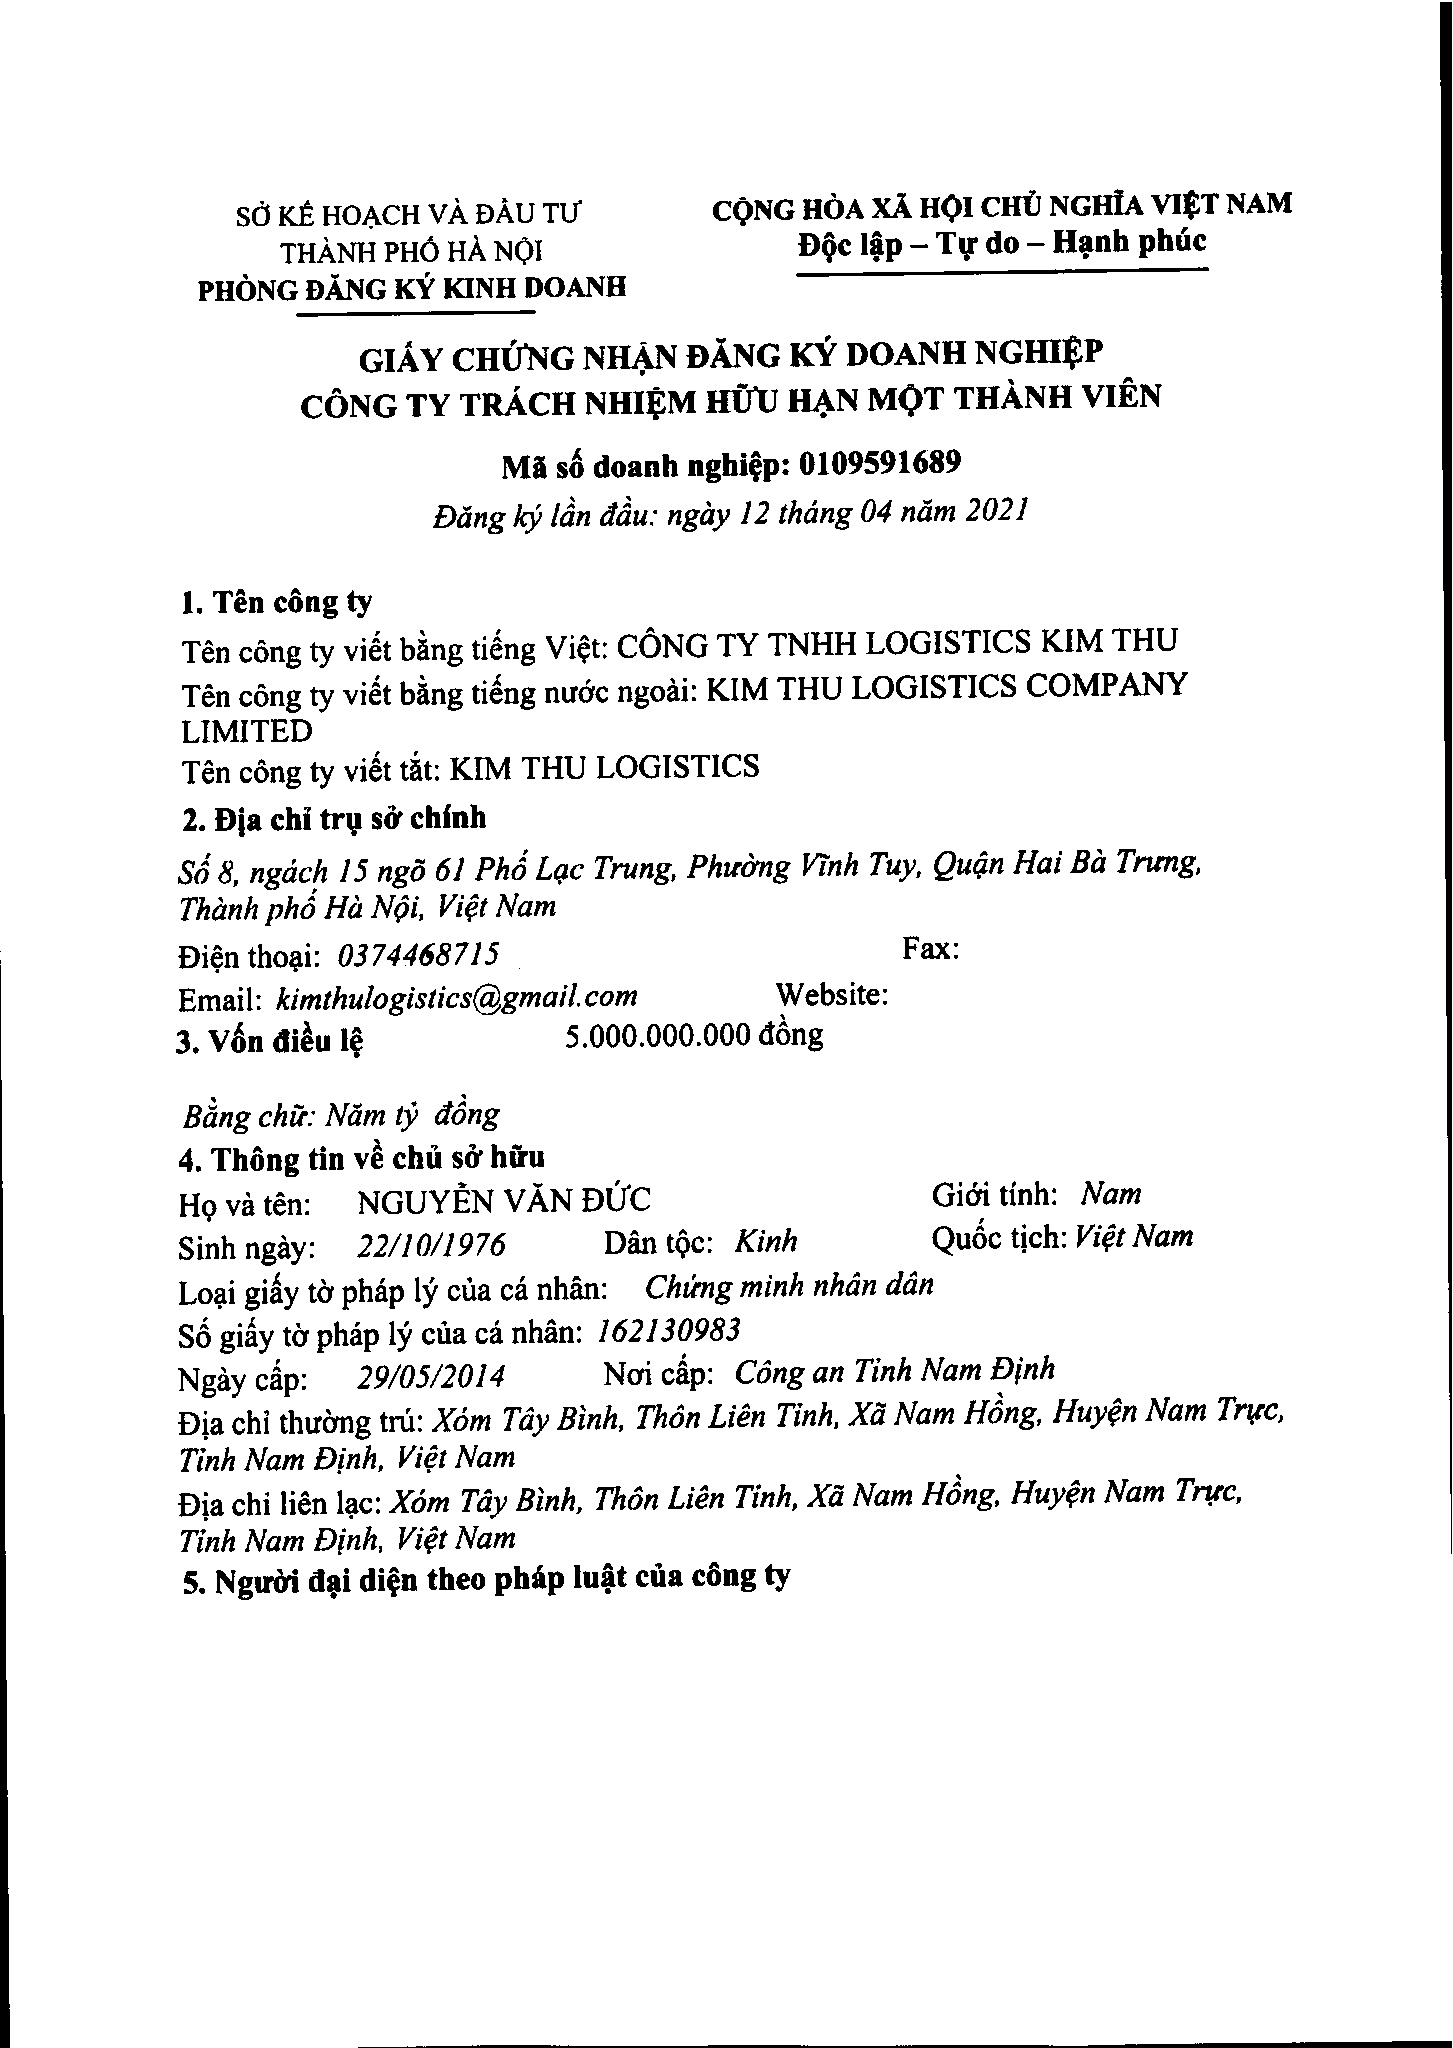 SỞ KẾ HOẠCH VÀ ĐẦU TƯ
THÀNH PHỐ HÀ NỘI
PHÒNG ĐĂNG KÝ KINH DOANH
CỘNG HÒA XÃ HỘI CHỦ NGHĨA VIỆT NAM
Độc lập – Tự do – Hạnh phúc
GIẤY CHỨNG NHẬN ĐĂNG KÝ DOANH NGHIỆP
CÔNG TY TRÁCH NHIỆM HỮU HẠN MỘT THÀNH VIÊN
Mã số doanh nghiệp: 0109591689
Đăng ký lần đầu: ngày 12 tháng 04 năm 2021
1. Tên công ty
Tên công ty viết bằng tiếng Việt: CÔNG TY TNHH LOGISTICS KIM THU
Tên công ty viết bằng tiếng nước ngoài: KIM THU LOGISTICS COMPANY
LIMITED
Tên công ty viết tắt: KIM THU LOGISTICS
2. Địa chỉ trụ sở chính
Số 8, ngách 15 ngõ 61 Phố Lạc Trung, Phường Vĩnh Tuy, Quận Hai Bà Trưng,
Thành phố Hà Nội, Việt Nam
Điện thoại: 0374468715 Fax:
Email: kimthulogistics@gmail.com Website:
3. Vốn điều lệ 5.000.000.000 đồng
Bằng chữ: Năm tỷ đồng
4. Thông tin về chủ sở hữu
Họ và tên: NGUYỄN VĂN ĐỨC Giới tính: Nam
Sinh ngày: 22/10/1976 Dân tộc: Kinh Quốc tịch: Việt Nam
Loại giấy tờ pháp lý của cá nhân: Chứng minh nhân dân
Số giấy tờ pháp lý của cá nhân: 162130983
Ngày cấp: 29/05/2014 Nơi cấp: Công an Tỉnh Nam Định
Địa chỉ thường trú: Xóm Tây Bình, Thôn Liên Tỉnh, Xã Nam Hồng, Huyện Nam Trực,
Tỉnh Nam Định, Việt Nam
Địa chỉ liên lạc: Xóm Tây Bình, Thôn Liên Tỉnh, Xã Nam Hồng, Huyện Nam Trực,
Tỉnh Nam Định, Việt Nam
5. Người đại diện theo pháp luật của công ty